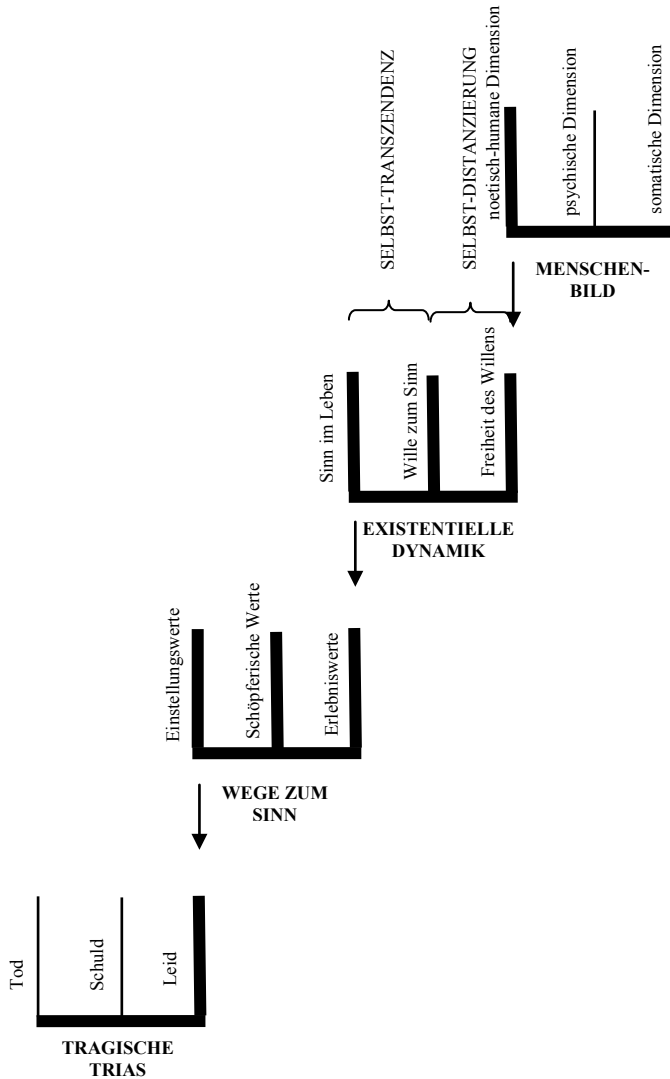 SELBST-TRANSZENDENZ
SELBST-DISTANZIERUNG
noetisch-humane Dimension
psychische Dimension
somatische Dimension
MENSCHEN-
BILD
Sinn im Leben
Wille zum Sinn
Freiheit des Willens
EXISTENTIELLE
DYNAMIK
Einstellungswerte
Schöpferische Werte
Erlebniswerte
WEGE ZUM
SINN
Tod
Schuld
Leid
TRAGISCHE
TRIAS